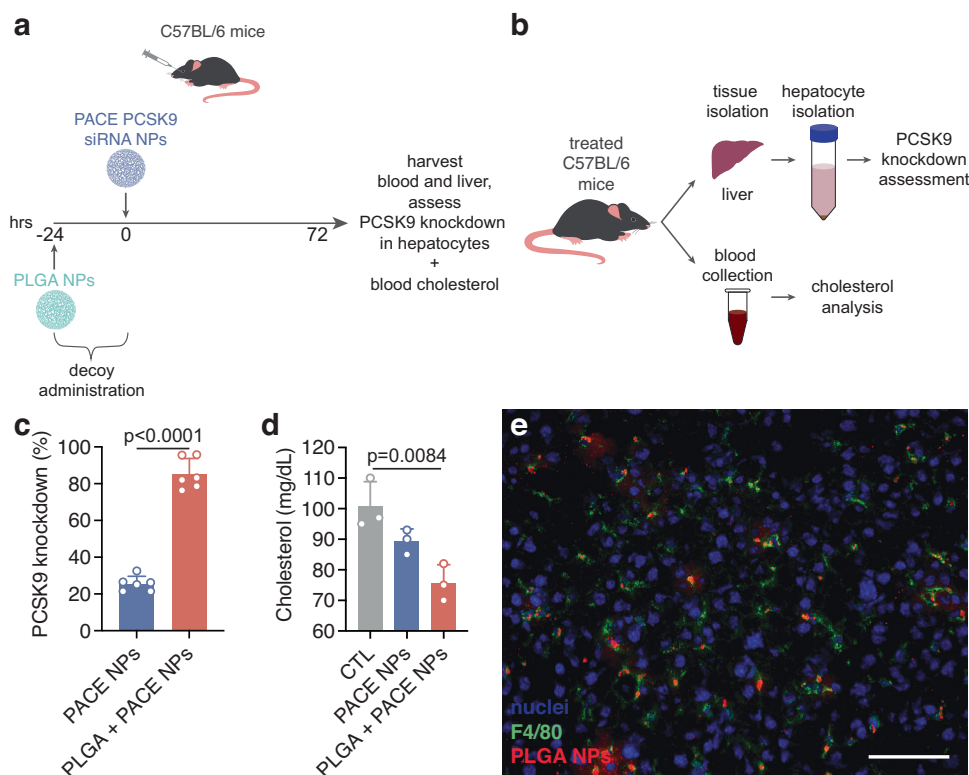 a
C57BL/6 mice
PACE PCSK9
siRNA NPs
hrs
-24
0
72
PLGA NPs
decoy
administration
harvest
blood and liver,
assess
PCSK9 knockdown
in hepatocytes
+
blood cholesterol
b
treated
C57BL/6
mice
tissue
isolation
liver
hepatocyte
isolation
PCSK9
knockdown
assessment
blood
collection
cholesterol
analysis
c
p<0.0001
PCSK9 knockdown (%)
100
80
60
40
20
0
PACE NPs
PLGA + PACE NPs
d
p=0.0084
Cholesterol (mg/dL)
120
110
100
90
80
70
60
CTL
PACE NPs
PLGA + PACE NPs
e
nuclei
F4/80
PLGA NPs